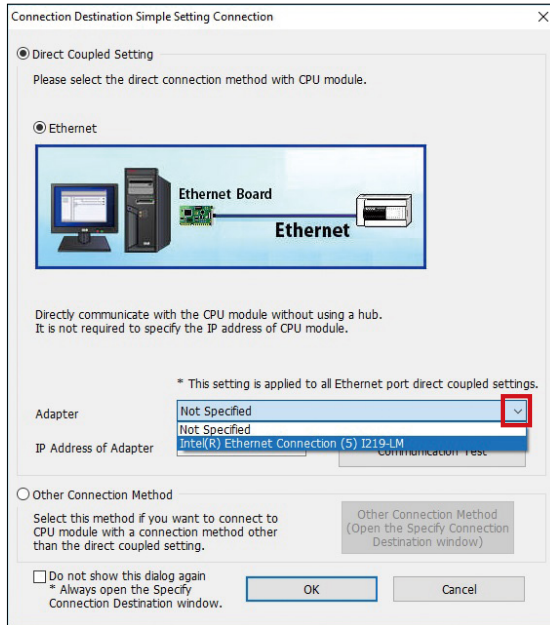 Connection Destination Simple Setting Connection
Direct Coupled Setting
Please select the direct connection method with CPU module.
Ethernet
Ethernet Board
Ethernet
Directly communicate with the CPU module without using a hub.
It is not required to specify the IP address of CPU module.
* This setting is applied to all Ethernet port direct coupled settings.
Adapter
Not Specified
Not Specified
Intel(R) Ethernet Connection (5) I219-LM
IP Address of Adapter
Communication Test
Other Connection Method
Select this method if you want to connect to
CPU module with a connection method other
than the direct coupled setting.
Other Connection Method
(Open the Specify Connection
Destination window)
Do not show this dialog again
* Always open the Specify
Connection Destination window.
OK
Cancel